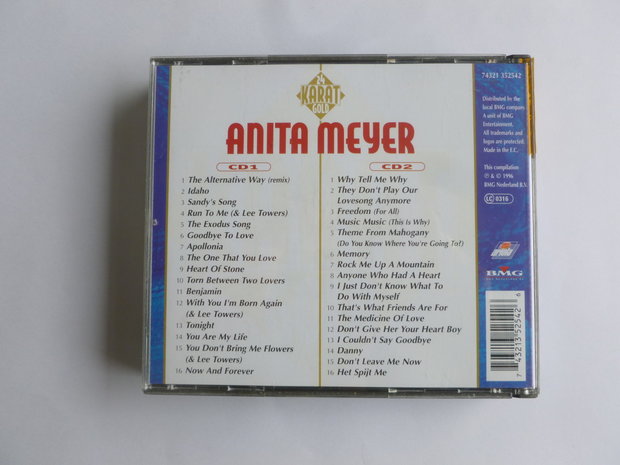 24
KARAT
GOLD
ANITA MEYER
CD1
1 The Alternative Way (remix)
2 Idaho
3 Sandy's Song
4 Run To Me (& Lee Towers)
5 The Exodus Song
6 Goodbye To Love
7 Apollonia
8 The One That You Love
9 Heart Of Stone
10 Torn Between Two Lovers
11 Benjamin
12 With You I'm Born Again
(& Lee Towers)
13 Tonight
14 You Are My Life
15 You Don't Bring Me Flowers
(& Lee Towers)
16 Now And Forever
CD2
1 Why Tell Me Why
2 They Don't Play Our
Lovesong Anymore
3 Freedom (For All)
4 Music Music (This Is Why)
5 Theme From Mahogany
(Do You Know Where You're Going To?)
6 Memory
7 Rock Me Up A Mountain
8 Anyone Who Had A Heart
9 I Just Don't Know What To
Do With Myself
10 That's What Friends Are For
11 The Medicine Of Love
12 Don't Give Her Your Heart Boy
13 I Couldn't Say Goodbye
14 Danny
15 Don't Leave Me Now
16 Het Spijt Me
74321 352542
Distributed by the
local BMG company
A unit of BMG
Entertainment.
All trademarks and
logos are protected.
Made in the E.C.
This compilation
℗ & © 1996
BMG Nederland B.V.
LC 0316
ariola
BMG
7 43213 52542 6